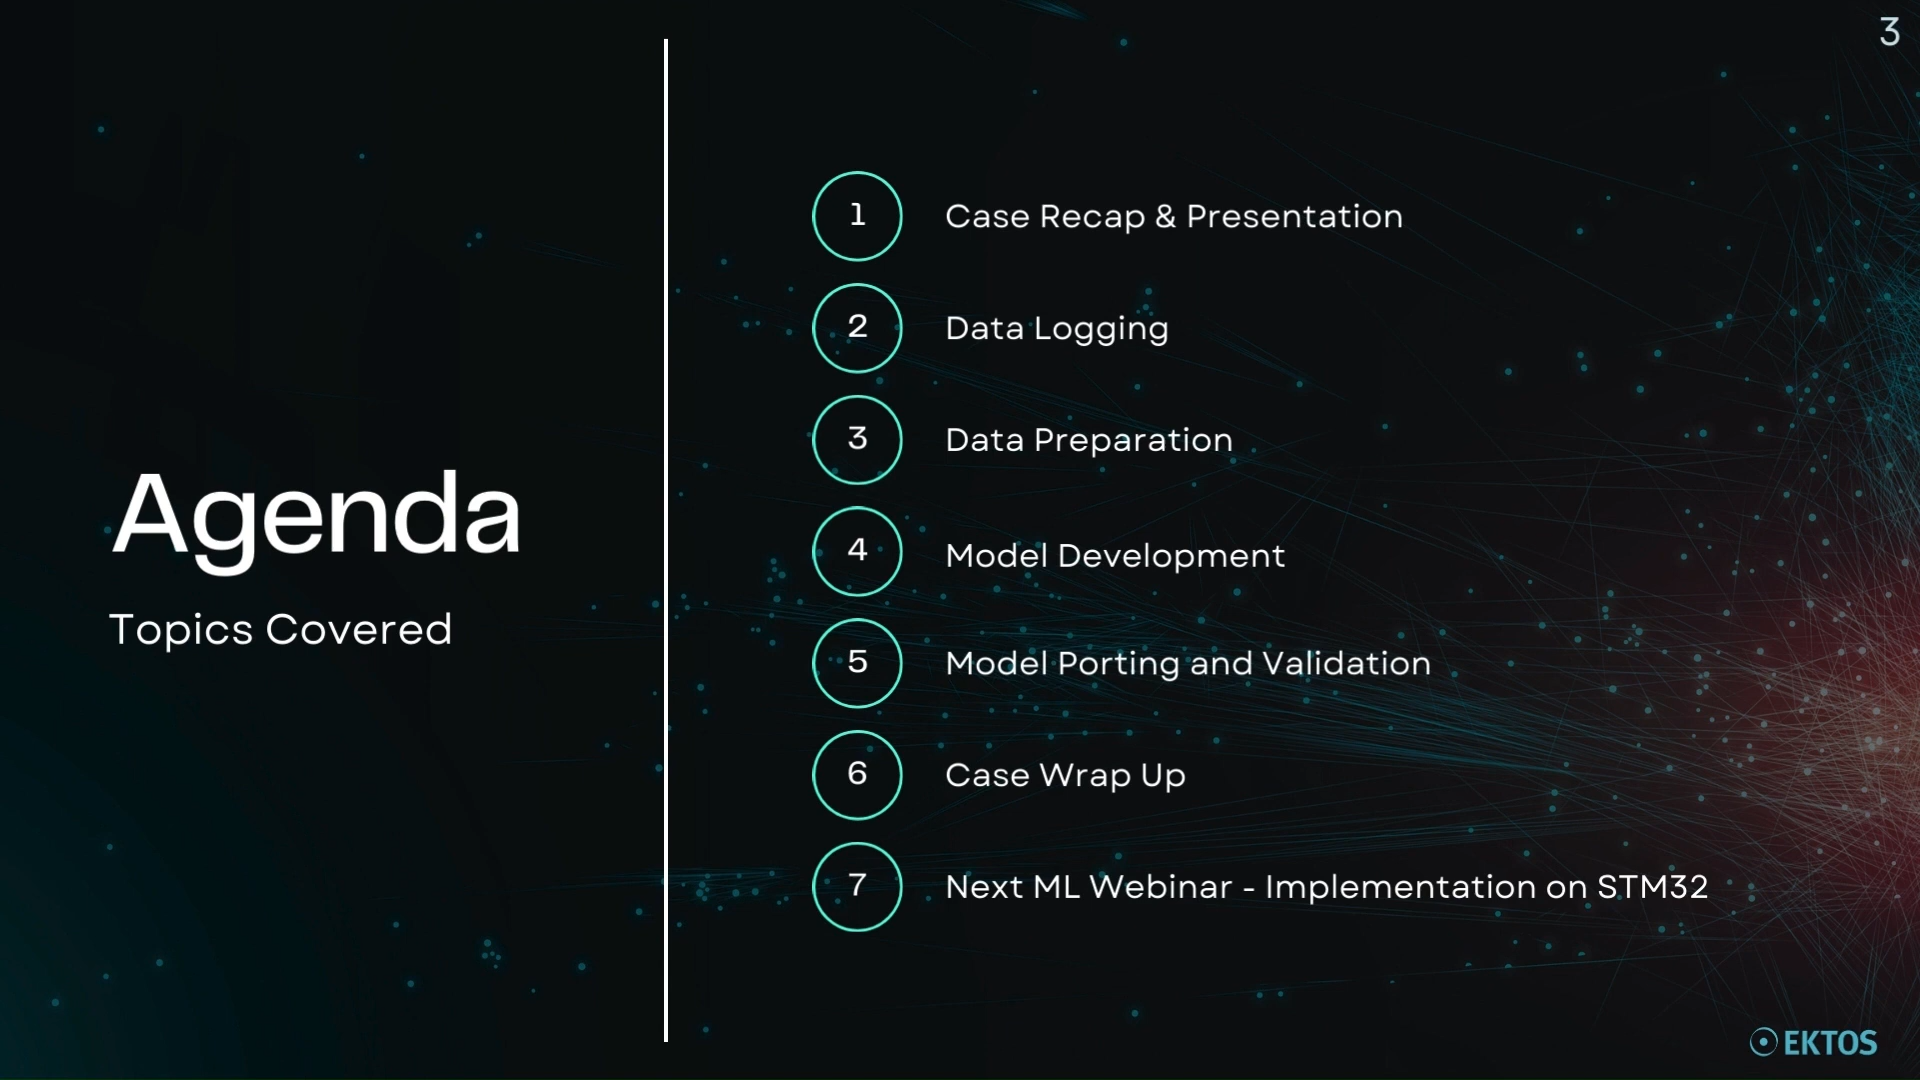 3
Agenda
Topics Covered
1 Case Recap & Presentation
2 Data Logging
3 Data Preparation
4 Model Development
5 Model Porting and Validation
6 Case Wrap Up
7 Next ML Webinar - Implementation on STM32
EKTOS